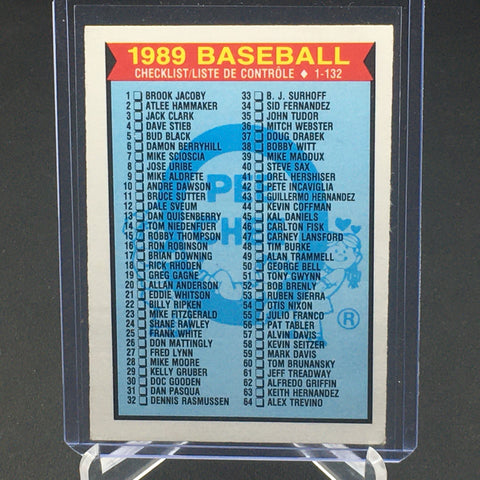 1989 BASEBALL
CHECKLIST/LISTE DE CONTRÔLE ♦ 1-132
1 BROOK JACOBY
2 ATLEE HAMMAKER
3 JACK CLARK
4 DAVE STIEB
5 BUD BLACK
6 DAMON BERRYHILL
7 MIKE SCIOSCIA
8 JOSE URIBE
9 MIKE ALDRETE
10 ANDRE DAWSON
11 BRUCE SUTTER
12 DALE SVEUM
13 DAN QUISENBERRY
14 TOM NIEDENFUER
15 ROBBY THOMPSON
16 RON ROBINSON
17 BRIAN DOWNING
18 RICK RHODEN
19 GREG GAGNE
20 ALLAN ANDERSON
21 EDDIE WHITSON
22 BILLY RIPKEN
23 MIKE FITZGERALD
24 SHANE RAWLEY
25 FRANK WHITE
26 DON MATTINGLY
27 FRED LYNN
28 MIKE MOORE
29 KELLY GRUBER
30 DOC GOODEN
31 DAN PASQUA
32 DENNIS RASMUSSEN
33 B. J. SURHOFF
34 SID FERNANDEZ
35 JOHN TUDOR
36 MITCH WEBSTER
37 DOUG DRABEK
38 BOBBY WITT
39 MIKE MADDUX
40 STEVE SAX
41 OREL HERSHISER
42 PETE INCAVIGLIA
43 GUILLERMO HERNANDEZ
44 KEVIN COFFMAN
45 KAL DANIELS
46 CARLTON FISK
47 CARNEY LANSFORD
48 TIM BURKE
49 ALAN TRAMMELL
50 GEORGE BELL
51 TONY GWYNN
52 BOB BRENLY
53 RUBEN SIERRA
54 OTIS NIXON
55 JULIO FRANCO
56 PAT TABLER
57 ALVIN DAVIS
58 KEVIN SEITZER
59 MARK DAVIS
60 TOM BRUNANSKY
61 JEFF TREADWAY
62 ALFREDO GRIFFIN
63 KEITH HERNANDEZ
64 ALEX TREVINO
®